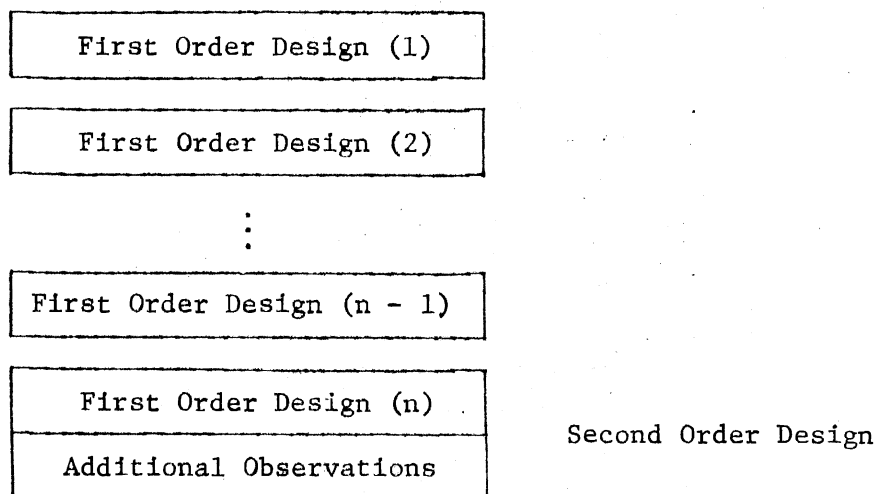 First Order Design (1)
First Order Design (2)
⋮
First Order Design (n - 1)
First Order Design (n)
Second Order Design
Additional Observations